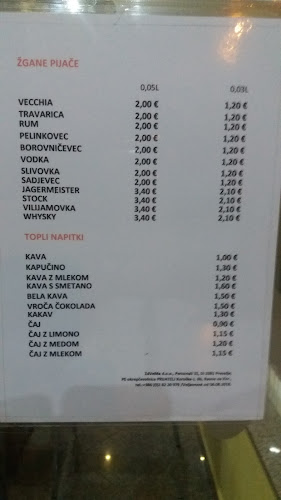 ŽGANE PIJAČE
0,05L 0,03L
VECCHIA 2,00 € 1,20 €
TRAVARICA 2,00 € 1,20 €
RUM 2,00 € 1,20 €
PELINKOVEC 2,00 € 1,20 €
BOROVNIČEVEC 2,00 € 1,20 €
VODKA 2,00 € 1,20 €
SLIVOVKA 2,00 € 1,20 €
SADJEVEC 2,00 € 1,20 €
JAGERMEISTER 3,40 € 2,10 €
STOCK 3,40 € 2,10 €
VILIJAMOVKA 3,40 € 2,10 €
WHYSKY 3,40 € 2,10 €
TOPLI NAPITKI
KAVA 1,00 €
KAPUČINO 1,30 €
KAVA Z MLEKOM 1,20 €
KAVA S SMETANO 1,60 €
BELA KAVA 1,50 €
VROČA ČOKOLADA 1,50 €
KAKAV 1,30 €
ČAJ 0,90 €
ČAJ Z LIMONO 1,15 €
ČAJ Z MEDOM 1,20 €
ČAJ Z MLEKOM 1,15 €